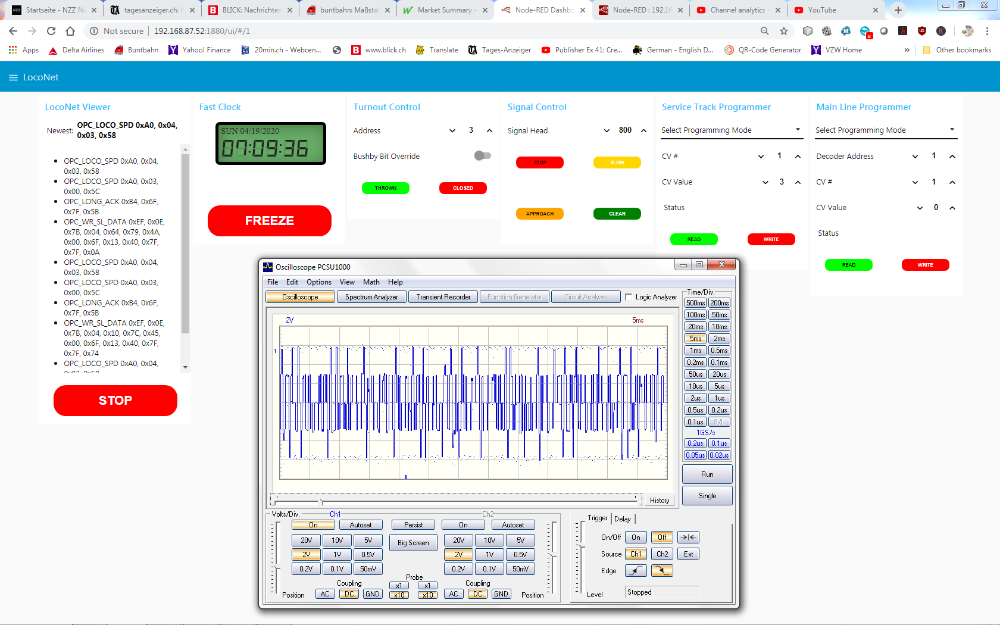 Startseite - NZZ Na
tagesanzeiger.ch: N
BLICK: Nachrichten
buntbahn: Maßstäb
Market Summary -
Node-RED Dashbo
Node-RED : 192.16
Channel analytics -
YouTube
Not secure
192.168.87.52:1880/ui/#/1
Apps
Delta Airlines
Buntbahn
Yahoo! Finance
20min.ch - Webcen...
www.blick.ch
Translate
Tages-Anzeiger
Publisher Ex 41: Cre...
German - English D...
QR-Code Generator
VZW Home
»
Other bookmarks
LocoNet
LocoNet Viewer
Newest: OPC_LOCO_SPD 0xA0, 0x04,
0x03, 0x58
OPC_LOCO_SPD 0xA0, 0x04,
0x03, 0x58
OPC_LOCO_SPD 0xA0, 0x03,
0x00, 0x5C
OPC_LONG_ACK 0xB4, 0x6F,
0x7F, 0x5B
OPC_WR_SL_DATA 0xEF, 0x0E,
0x7B, 0x04, 0x64, 0x79, 0x4A,
0x00, 0x6F, 0x13, 0x40, 0x7F,
0x7F, 0x0A
OPC_LOCO_SPD 0xA0, 0x04,
0x03, 0x58
OPC_LOCO_SPD 0xA0, 0x03,
0x00, 0x5C
OPC_LONG_ACK 0xB4, 0x6F,
0x7F, 0x5B
OPC_WR_SL_DATA 0xEF, 0x0E,
0x7B, 0x04, 0x10, 0x7C, 0x45,
0x00, 0x6F, 0x13, 0x40, 0x7F,
0x7F, 0x74
OPC_LOCO_SPD 0xA0, 0x04,
0x03, 0x58
STOP
Fast Clock
SUN 04/19/2020
07:09:36
FREEZE
Turnout Control
Address 3
Bushby Bit Override
THROWN
CLOSED
Signal Control
Signal Head 800
STOP
SLOW
APPROACH
CLEAR
Service Track Programmer
Select Programming Mode
CV # 1
CV Value 3
Status
READ
WRITE
Main Line Programmer
Select Programming Mode
Decoder Address 1
CV # 1
CV Value 0
Status
READ
WRITE
Oscilloscope PCSU1000
File Edit Options View Math Help
Oscilloscope
Spectrum Analyzer
Transient Recorder
Function Generator
Circuit Analyzer
Logic Analyzer
2V
5ms
1
History
Time/Div.
500ms 200ms
100ms 50ms
20ms 10ms
5ms 2ms
1ms 0.5ms
0.2ms 0.1ms
50us 20us
10us 5us
2us 1us
0.5us 0.2us
0.1us S/L
1GS/s
0.2us 0.1us
0.05us 0.02us
Run
Single
Volts/Div. Ch1
On
Autoset
20V 10V 5V
2V 1V 0.5V
0.2V 0.1V 50mV
Coupling
Position
AC DC GND
Persist
Big Screen
Probe
x1 x1
x10 x10
Ch2
On
Autoset
20V 10V 5V
2V 1V 0.5V
0.2V 0.1V 50mV
Coupling
AC DC GND
Position
Trigger
Delay
On/Off On Off
Source Ch1 Ch2 Ext
Edge
Level
Stopped